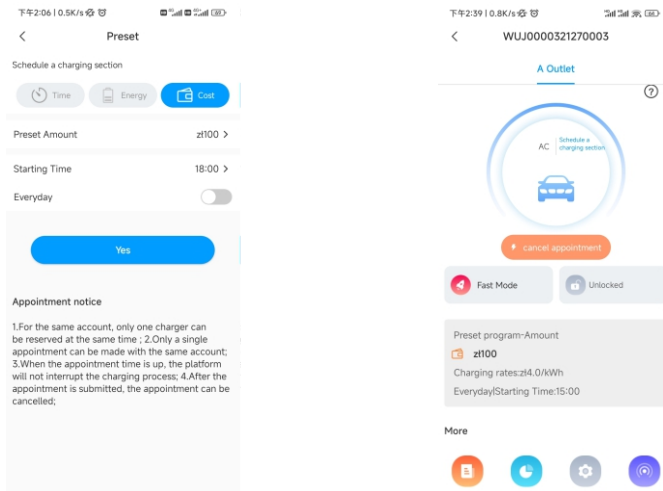 下午2:06 | 0.5K/s
69
Preset
Schedule a charging section
Time
Energy
Cost
Preset Amount
zł100 >
Starting Time
18:00 >
Everyday
Yes
Appointment notice
1.For the same account, only one charger can
be reserved at the same time ; 2.Only a single
appointment can be made with the same account;
3.When the appointment time is up, the platform
will not interrupt the charging process; 4.After the
appointment is submitted, the appointment can be
cancelled;
下午2:39 | 0.8K/s
WUJ0000321270003
A Outlet
?
AC
Schedule a
charging section
cancel appointment
Fast Mode
Unlocked
Preset program-Amount
zł100
Charging rates:zł4.0/kWh
Everyday|Starting Time:15:00
More